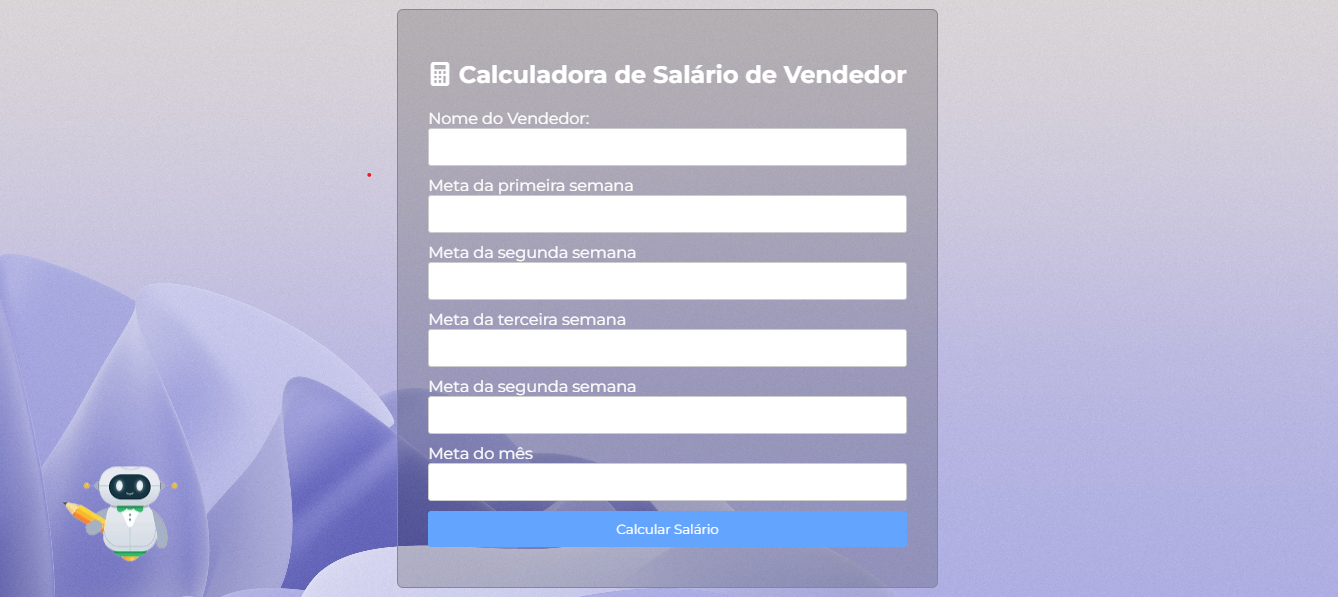 Calculadora de Salário de Vendedor
Nome do Vendedor:
Meta da primeira semana
Meta da segunda semana
Meta da terceira semana
Meta da segunda semana
Meta do mês
Calcular Salário